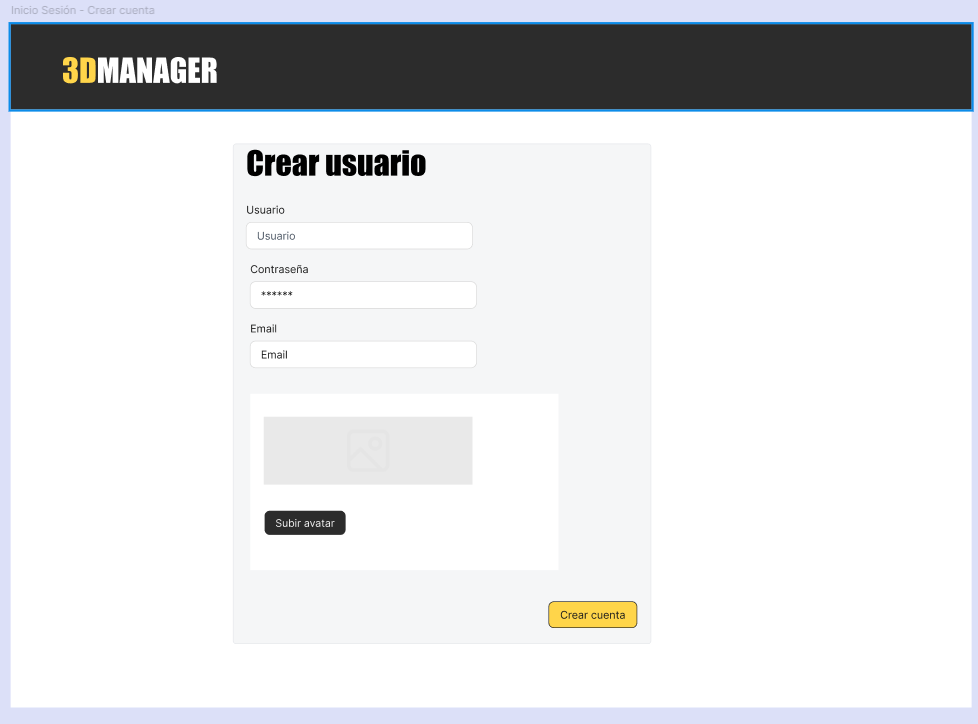 Inicio Sesión - Crear cuenta
3DMANAGER
Crear usuario
Usuario
Usuario
Contraseña
******
Email
Email
Subir avatar
Crear cuenta